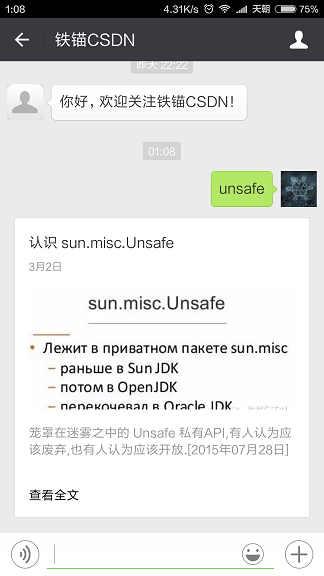 1:08
4.31K/s
天朝
75%
铁锚CSDN
昨天 22:22
你好，欢迎关注铁锚CSDN！
01:08
unsafe
认识 sun.misc.Unsafe
3月2日
sun.misc.Unsafe
• Лежит в приватном пакете sun.misc
– раньше в Sun JDK
– потом в OpenJDK
– перекочевал в Oracle JDK
笼罩在迷雾之中的 Unsafe 私有API,有人认为应
该废弃,也有人认为应该开放.[2015年07月28日]
查看全文